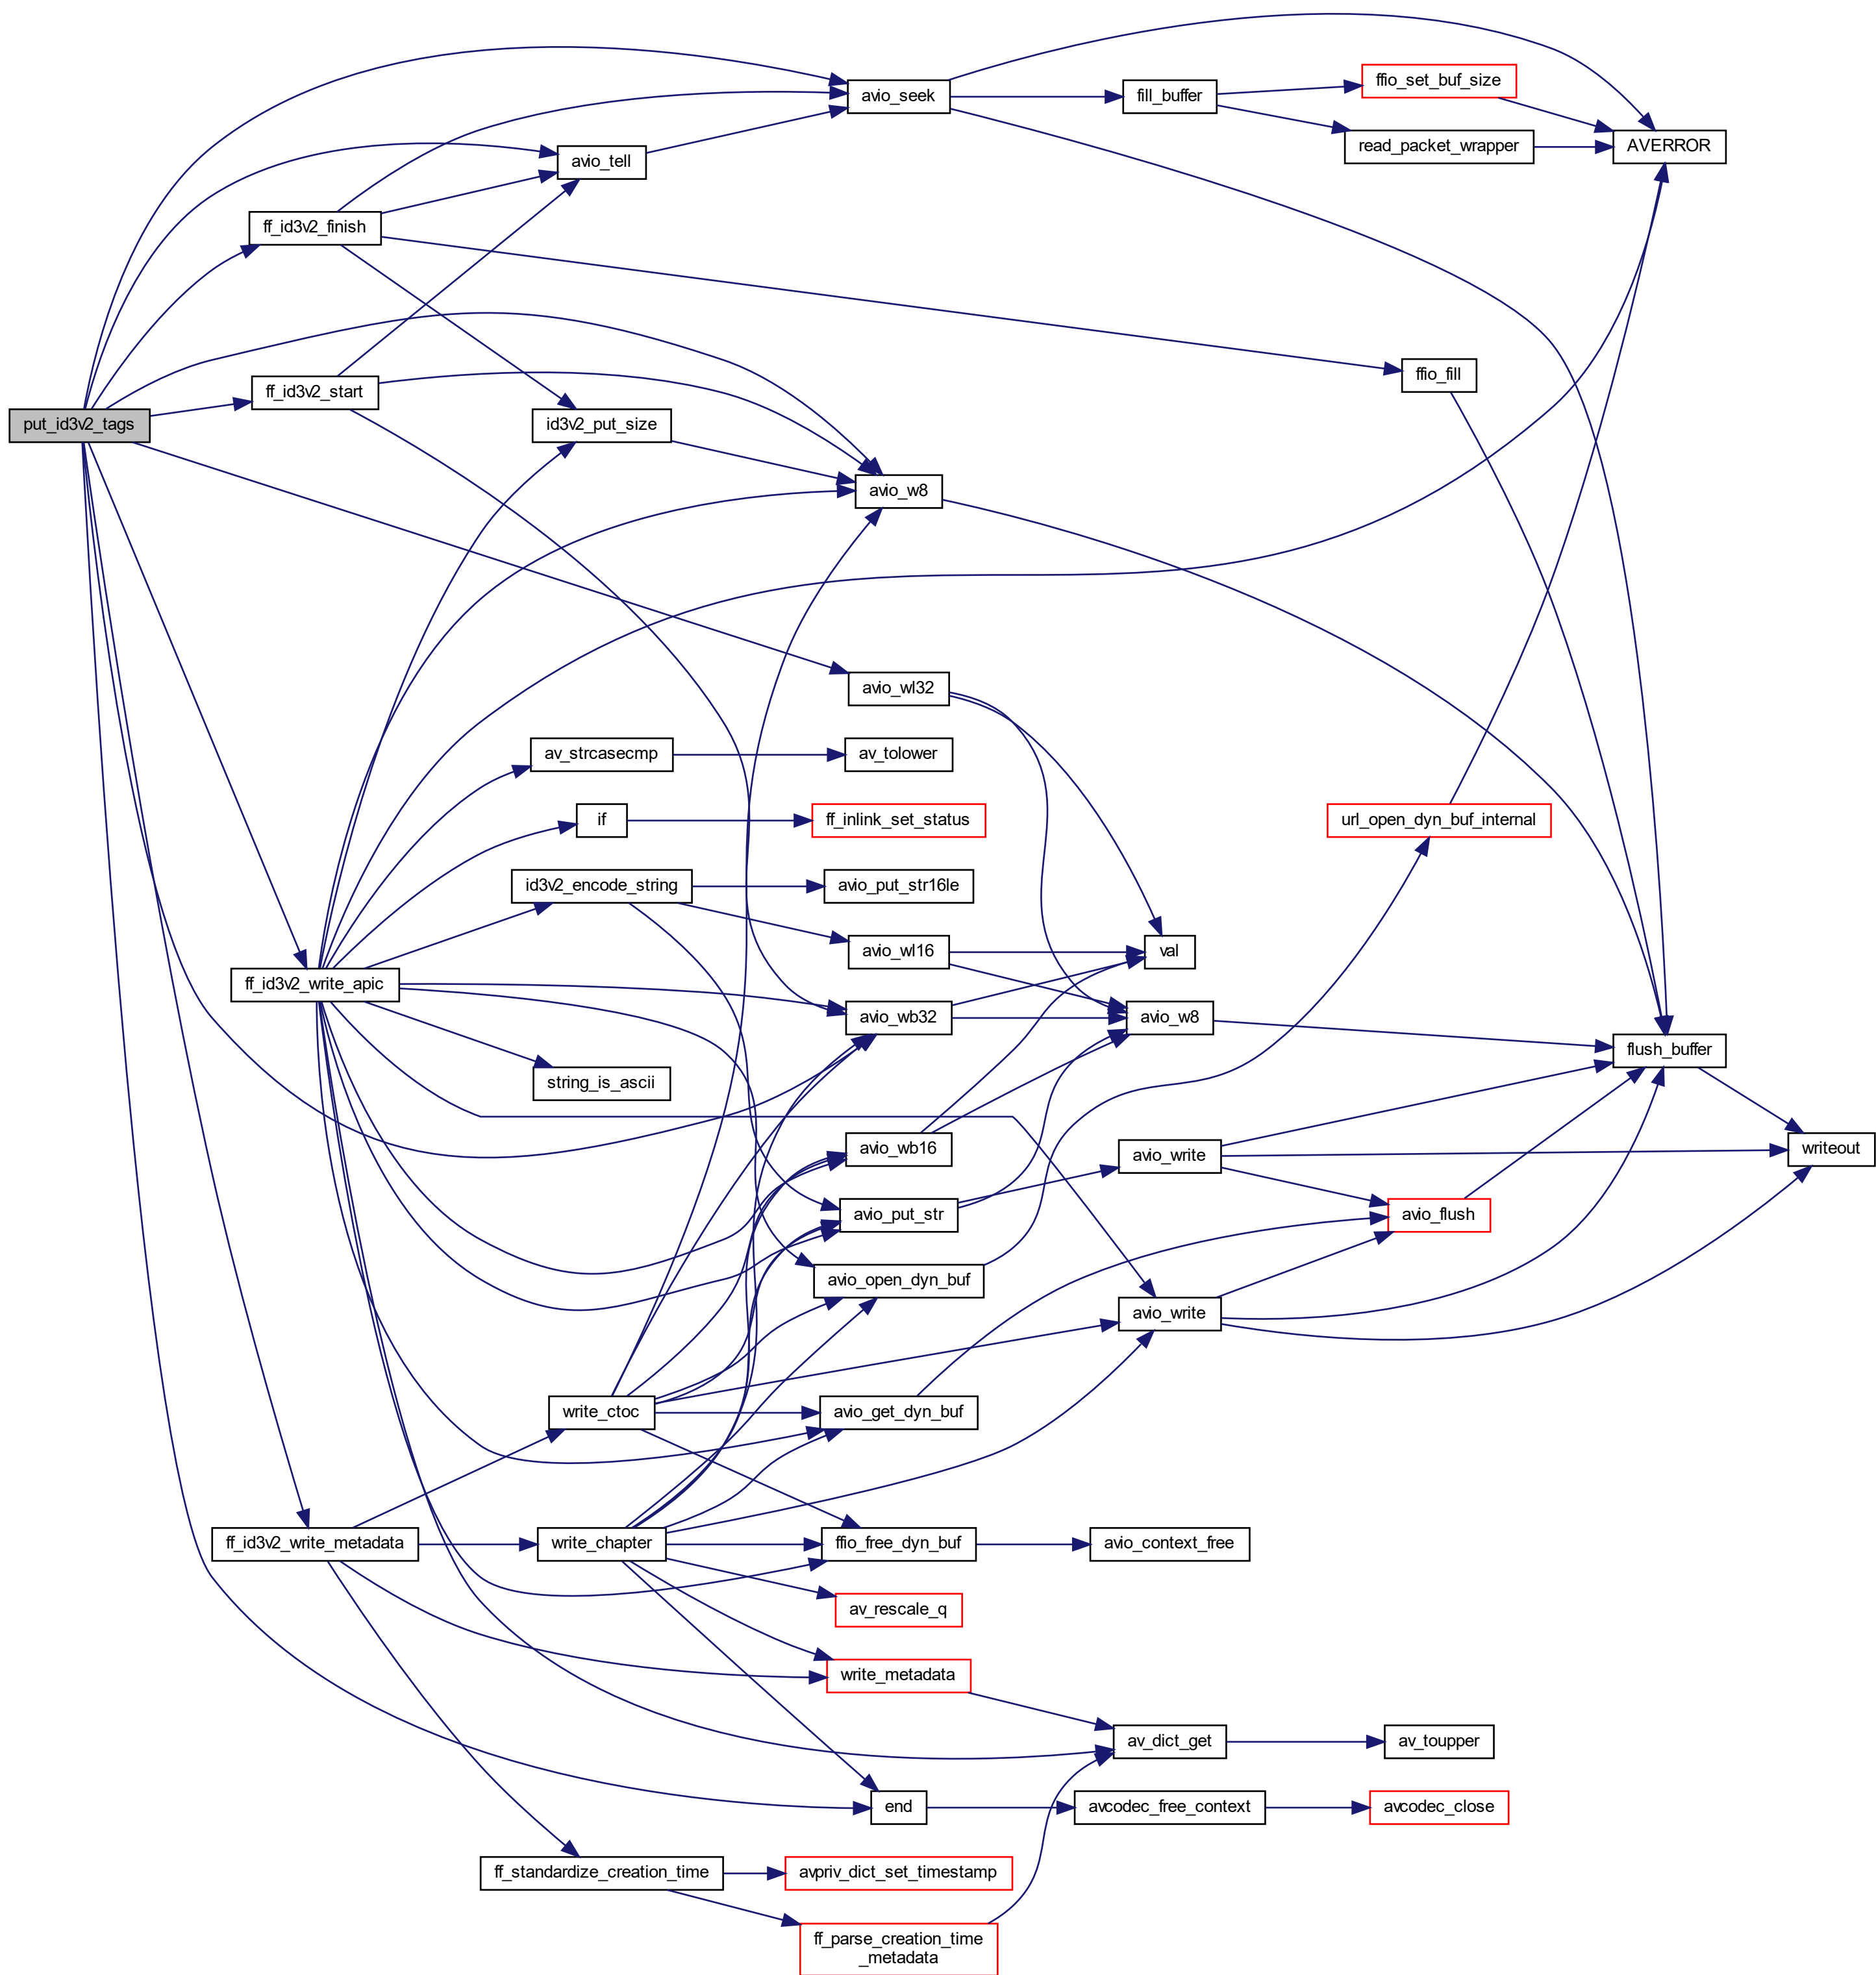 avio_seek
fill_buffer
ffio_set_buf_size
read_packet_wrapper
AVERROR
avio_tell
ff_id3v2_finish
ffio_fill
ff_id3v2_start
put_id3v2_tags
id3v2_put_size
avio_w8
avio_wl32
av_strcasecmp
av_tolower
if
ff_inlink_set_status
url_open_dyn_buf_internal
id3v2_encode_string
avio_put_str16le
avio_wl16
val
ff_id3v2_write_apic
avio_wb32
avio_w8
flush_buffer
string_is_ascii
avio_wb16
avio_write
writeout
avio_put_str
avio_flush
avio_open_dyn_buf
avio_write
write_ctoc
avio_get_dyn_buf
ff_id3v2_write_metadata
write_chapter
ffio_free_dyn_buf
avio_context_free
av_rescale_q
write_metadata
av_dict_get
av_toupper
end
avcodec_free_context
avcodec_close
ff_standardize_creation_time
avpriv_dict_set_timestamp
ff_parse_creation_time
_metadata